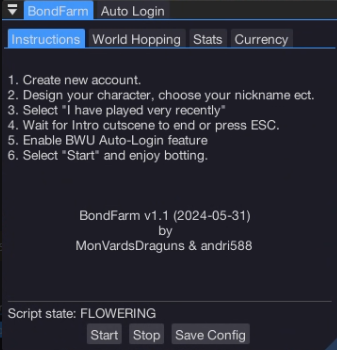 BondFarm Auto Login
Instructions World Hopping Stats Currency
1. Create new account.
2. Design your character, choose your nickname ect.
3. Select "I have played very recently"
4. Wait for Intro cutscene to end or press ESC.
5. Enable BWU Auto-Login feature
6. Select "Start" and enjoy botting.
BondFarm v1.1 (2024-05-31)
by
MonVardsDraguns & andri588
Script state: FLOWERING
Start Stop Save Config